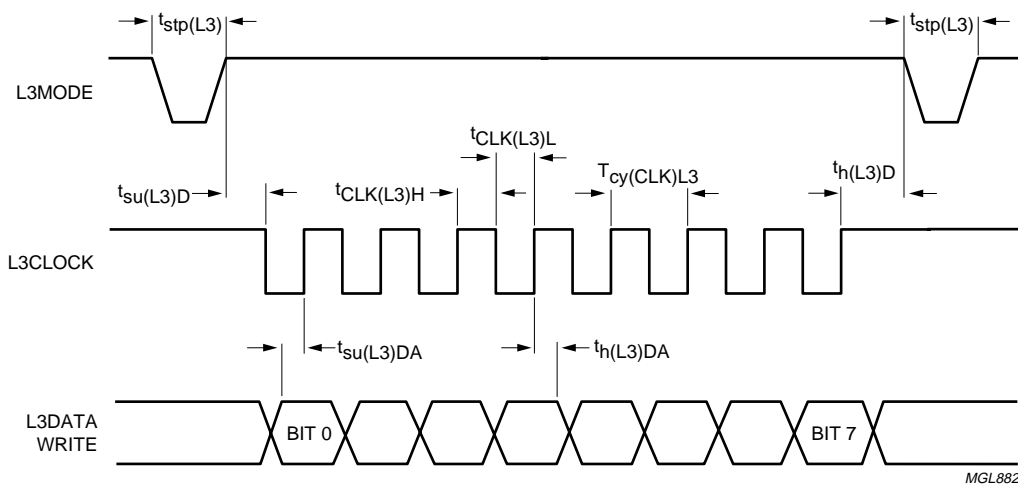 tstp(L3)
tstp(L3)
L3MODE
tCLK(L3)L
tsu(L3)D
tCLK(L3)H
Tcy(CLK)L3
th(L3)D
L3CLOCK
tsu(L3)DA
th(L3)DA
L3DATA
WRITE
BIT 0
BIT 7
MGL882